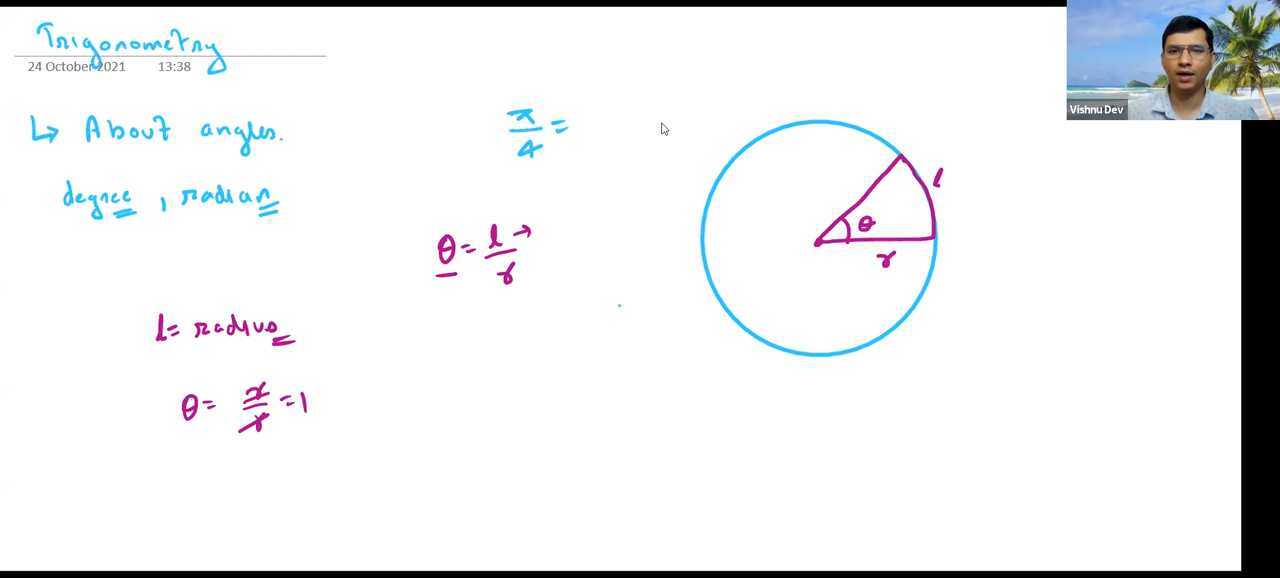 Trigonometry
24 October 2021 13:38
↳ About angles.
degree, radian
π/4 =
θ = l/r →
l = radius
θ = r/r = 1
l
θ
r
Vishnu Dev